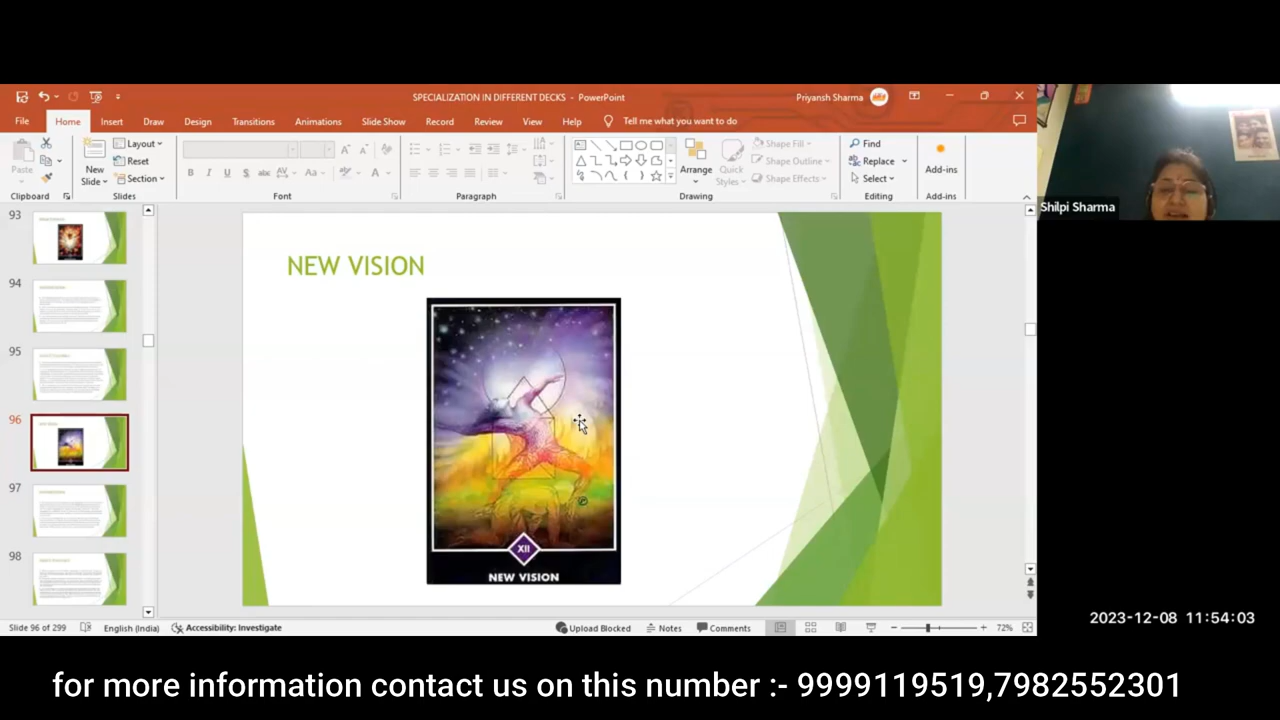 SPECIALIZATION IN DIFFERENT DECKS - PowerPoint
Priyansh Sharma
File Home Insert Draw Design Transitions Animations Slide Show Record Review View Help Tell me what you want to do
Paste
New
Slide
Layout
Reset
Section
B I U S abc AV Aa A
Arrange
Quick
Styles
Shape Fill
Shape Outline
Shape Effects
Find
Replace
Select
Add-ins
Clipboard Slides Font Paragraph Drawing Editing Add-ins
Shilpi Sharma
93
94
95
96
97
98
NEW VISION
XII
NEW VISION
Slide 96 of 299 English (India) Accessibility: Investigate Upload Blocked Notes Comments 72%
2023-12-08 11:54:03
for more information contact us on this number :- 9999119519,7982552301